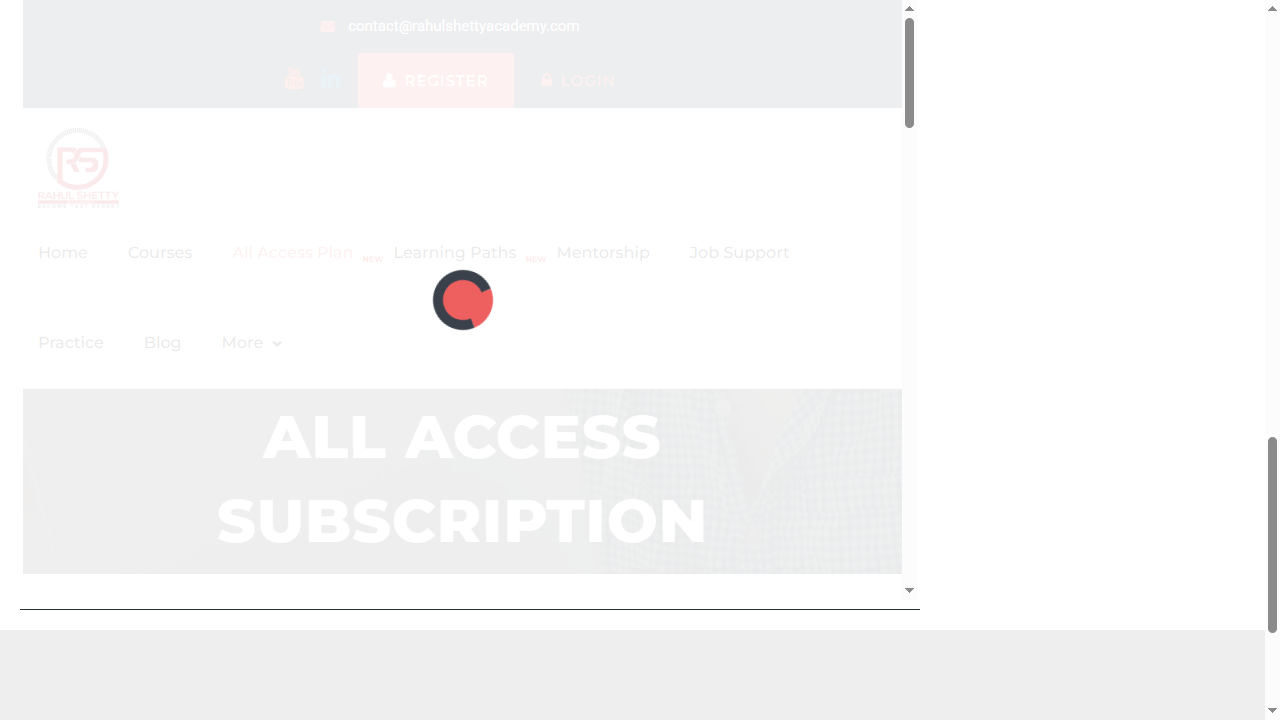 contact@rahulshettyacademy.com
REGISTER
LOGIN
RAHUL SHETTY
Home
Courses
All Access Plan NEW
Learning Paths NEW
Mentorship
Job Support
Practice
Blog
More
ALL ACCESS
SUBSCRIPTION